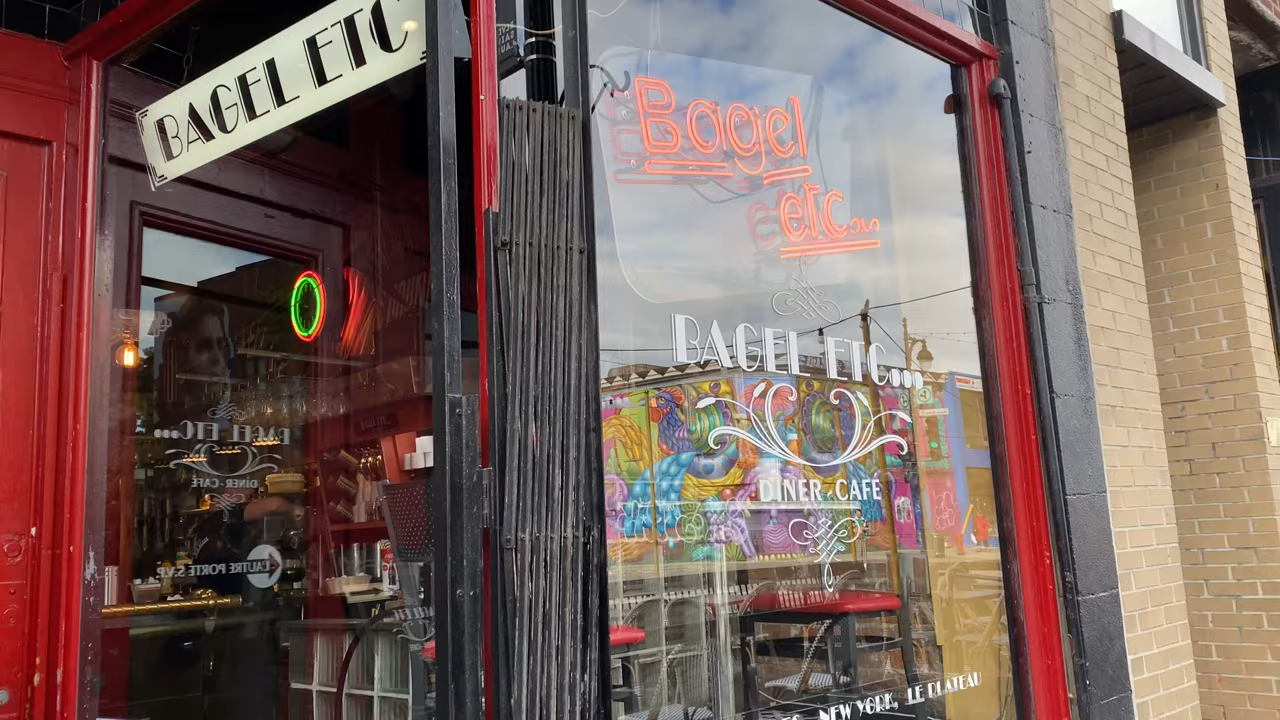 BAGEL ETC
Bagel
etc...
BAGEL ETC...
DINER-CAFÉ
BAGEL ETC...
DINER-CAFÉ
L'AUTRE PORTE S.V.P.
NEW YORK, LE PLATEAU